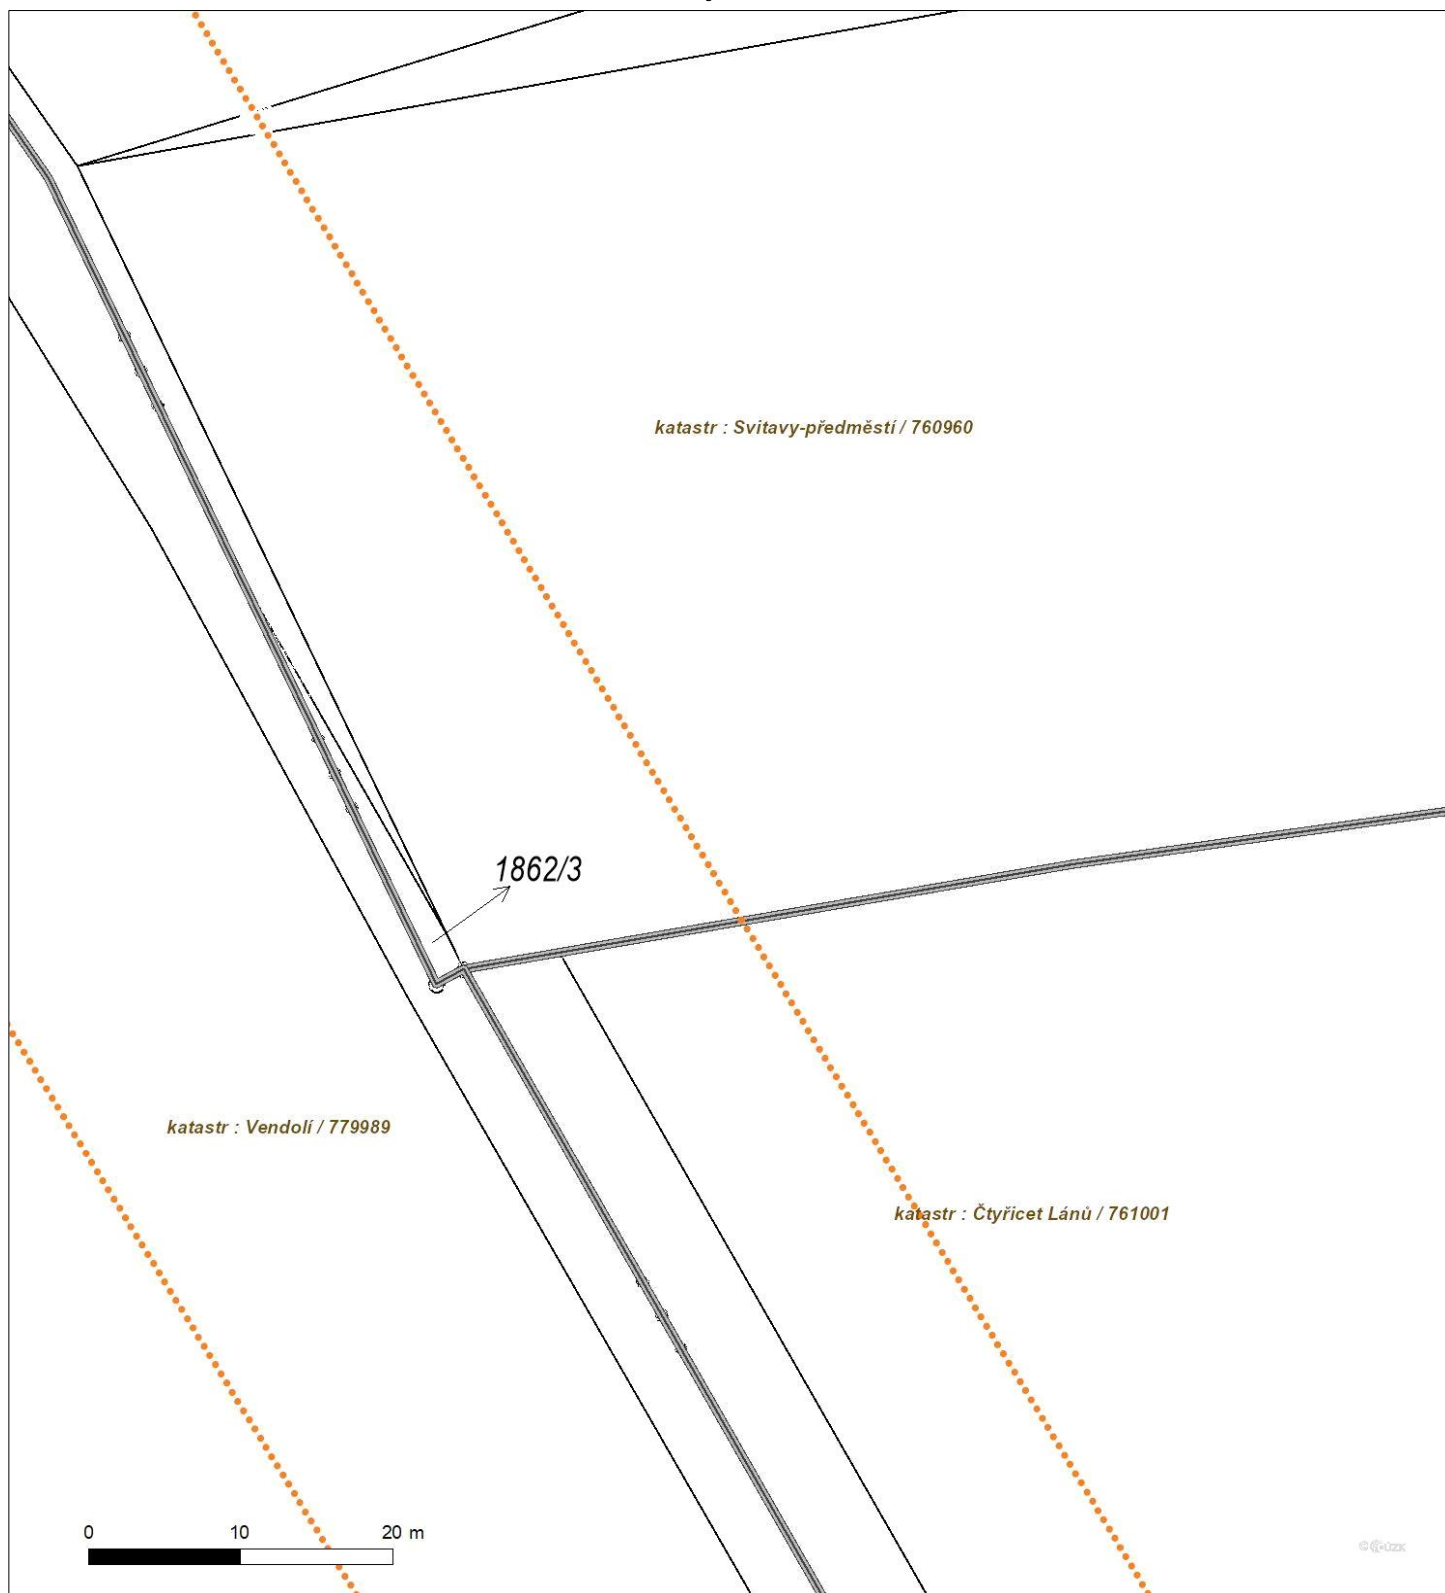 katastr : Svitavy-předměstí / 760960
1862/3
katastr : Vendolí / 779989
katastr : Čtyřicet Lánů / 761001
0 10 20 m